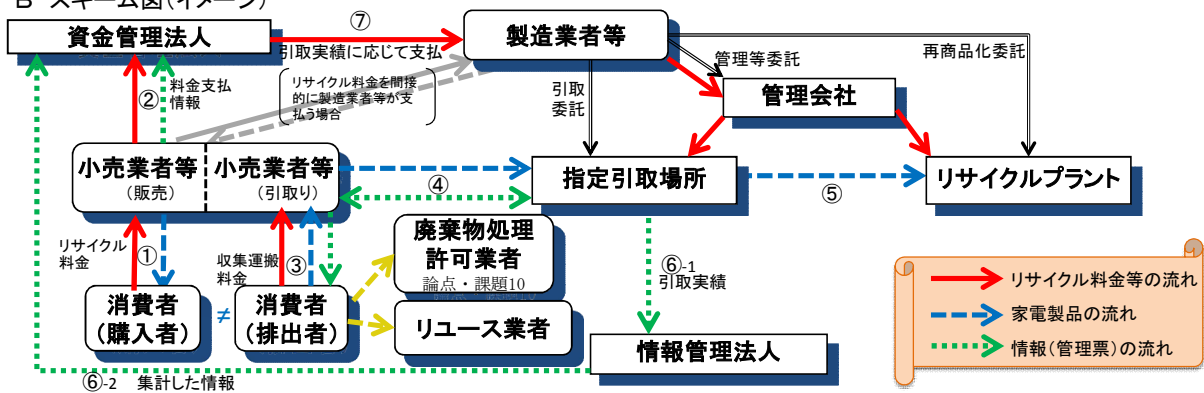 B スキーム図(イメージ)
資金管理法人
⑦
引取実績に応じて支払
製造業者等
管理等委託
再商品化委託
②
料金支払
情報
リサイクル料金を間接
的に製造業者等が支
払う場合
引取
委託
管理会社
小売業者等
(販売)
小売業者等
(引取り)
④
指定引取場所
⑤
リサイクルプラント
リサイクル
料金
①
収集運搬
料金
③
廃棄物処理
許可業者
論点・課題10
⑥-1
引取実績
消費者
(購入者)
≠
消費者
(排出者)
リユース業者
情報管理法人
リサイクル料金等の流れ
家電製品の流れ
情報(管理票)の流れ
⑥-2 集計した情報